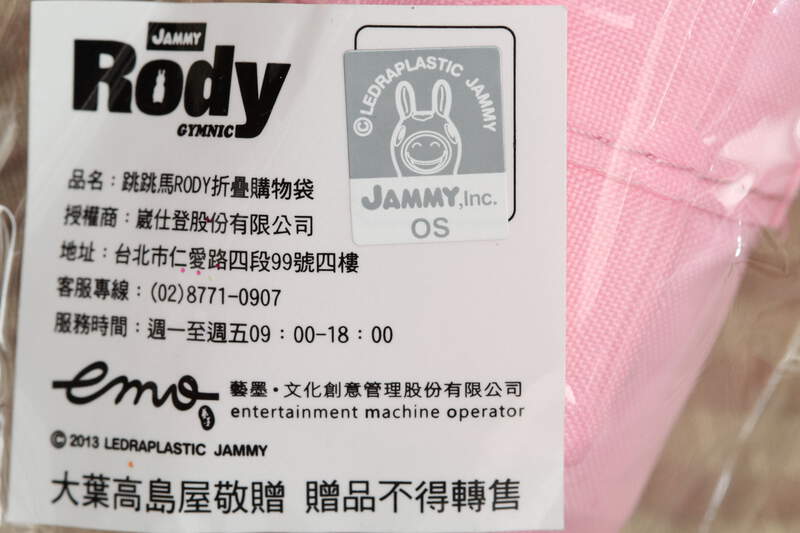 JAMMY
Rody
GYMNIC
©LEDRAPLASTIC JAMMY
JAMMY,Inc.
OS
品名：跳跳馬RODY折疊購物袋
授權商：崴仕登股份有限公司
地址：台北市仁愛路四段99號四樓
客服專線：(02)8771-0907
服務時間：週一至週五09：00-18：00
emo
藝墨・文化創意管理股份有限公司
entertainment machine operator
©2013 LEDRAPLASTIC JAMMY
大葉高島屋敬贈 贈品不得轉售